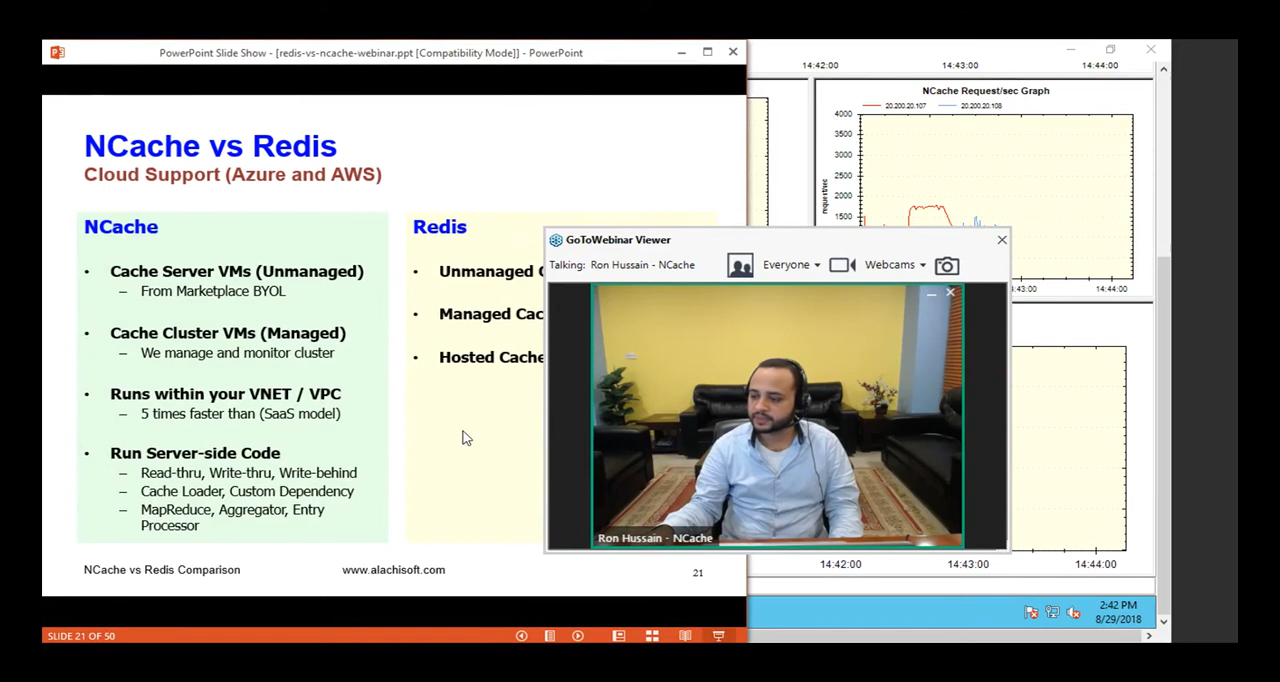 PowerPoint Slide Show - [redis-vs-ncache-webinar.ppt [Compatibility Mode]] - PowerPoint
NCache vs Redis
Cloud Support (Azure and AWS)
NCache
• Cache Server VMs (Unmanaged)
– From Marketplace BYOL
• Cache Cluster VMs (Managed)
– We manage and monitor cluster
• Runs within your VNET / VPC
– 5 times faster than (SaaS model)
• Run Server-side Code
– Read-thru, Write-thru, Write-behind
– Cache Loader, Custom Dependency
– MapReduce, Aggregator, Entry
Processor
Redis
• Unmanaged
• Managed Cac
• Hosted Cache
NCache vs Redis Comparison
www.alachisoft.com
21
SLIDE 21 OF 50
GoToWebinar Viewer
Talking: Ron Hussain - NCache
Everyone
Webcams
Ron Hussain - NCache
14:42:00 14:43:00 14:44:00
NCache Request/sec Graph
20.200.20.107 20.200.20.108
4000
3500
3000
2500
2000
1500
request/sec
:43:00 14:44:00
14:42:00 14:43:00 14:44:00
2:42 PM
8/29/2018